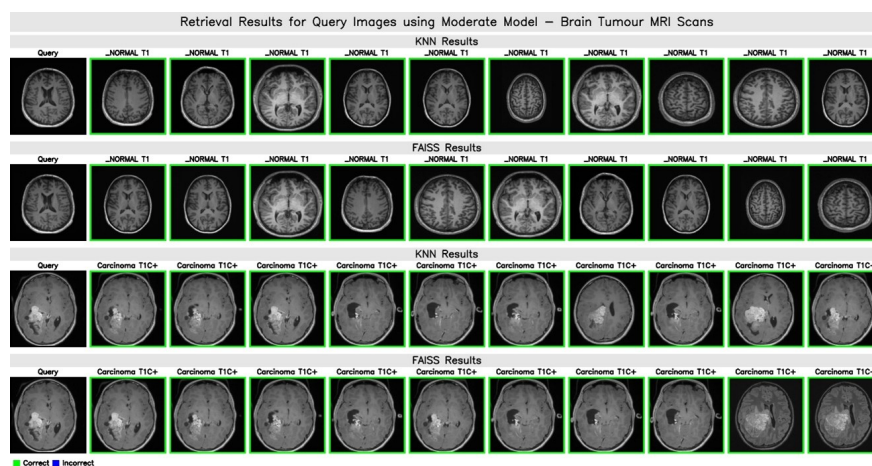 Retrieval Results for Query Images using Moderate Model – Brain Tumour MRI Scans
KNN Results
Query _NORMAL T1 _NORMAL T1 _NORMAL T1 _NORMAL T1 _NORMAL T1 _NORMAL T1 _NORMAL T1 _NORMAL T1 _NORMAL T1 _NORMAL T1
FAISS Results
Query _NORMAL T1 _NORMAL T1 _NORMAL T1 _NORMAL T1 _NORMAL T1 _NORMAL T1 _NORMAL T1 _NORMAL T1 _NORMAL T1 _NORMAL T1
KNN Results
Query Carcinoma T1C+ Carcinoma T1C+ Carcinoma T1C+ Carcinoma T1C+ Carcinoma T1C+ Carcinoma T1C+ Carcinoma T1C+ Carcinoma T1C+ Carcinoma T1C+ Carcinoma T1C+
FAISS Results
Query Carcinoma T1C+ Carcinoma T1C+ Carcinoma T1C+ Carcinoma T1C+ Carcinoma T1C+ Carcinoma T1C+ Carcinoma T1C+ Carcinoma T1C+ Carcinoma T1C+ Carcinoma T1C+
Correct Incorrect